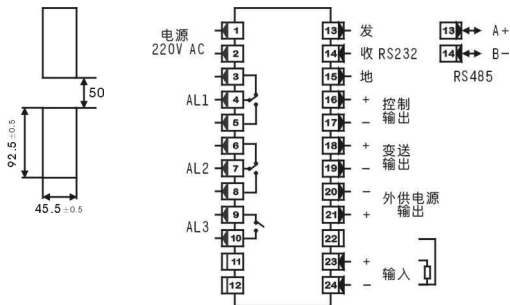 电源
220V AC
AL1
AL2
AL3
1
2
3
4
5
6
7
8
9
10
11
12
13 发
14 收 RS232
15 地
16 + 控制
17 - 输出
18 + 变送
19 - 输出
20 - 外供电源
21 + 输出
22
23 + 输入
24 -
13 A+
14 B-
RS485
50
92.5 ±0.5
45.5 ±0.5